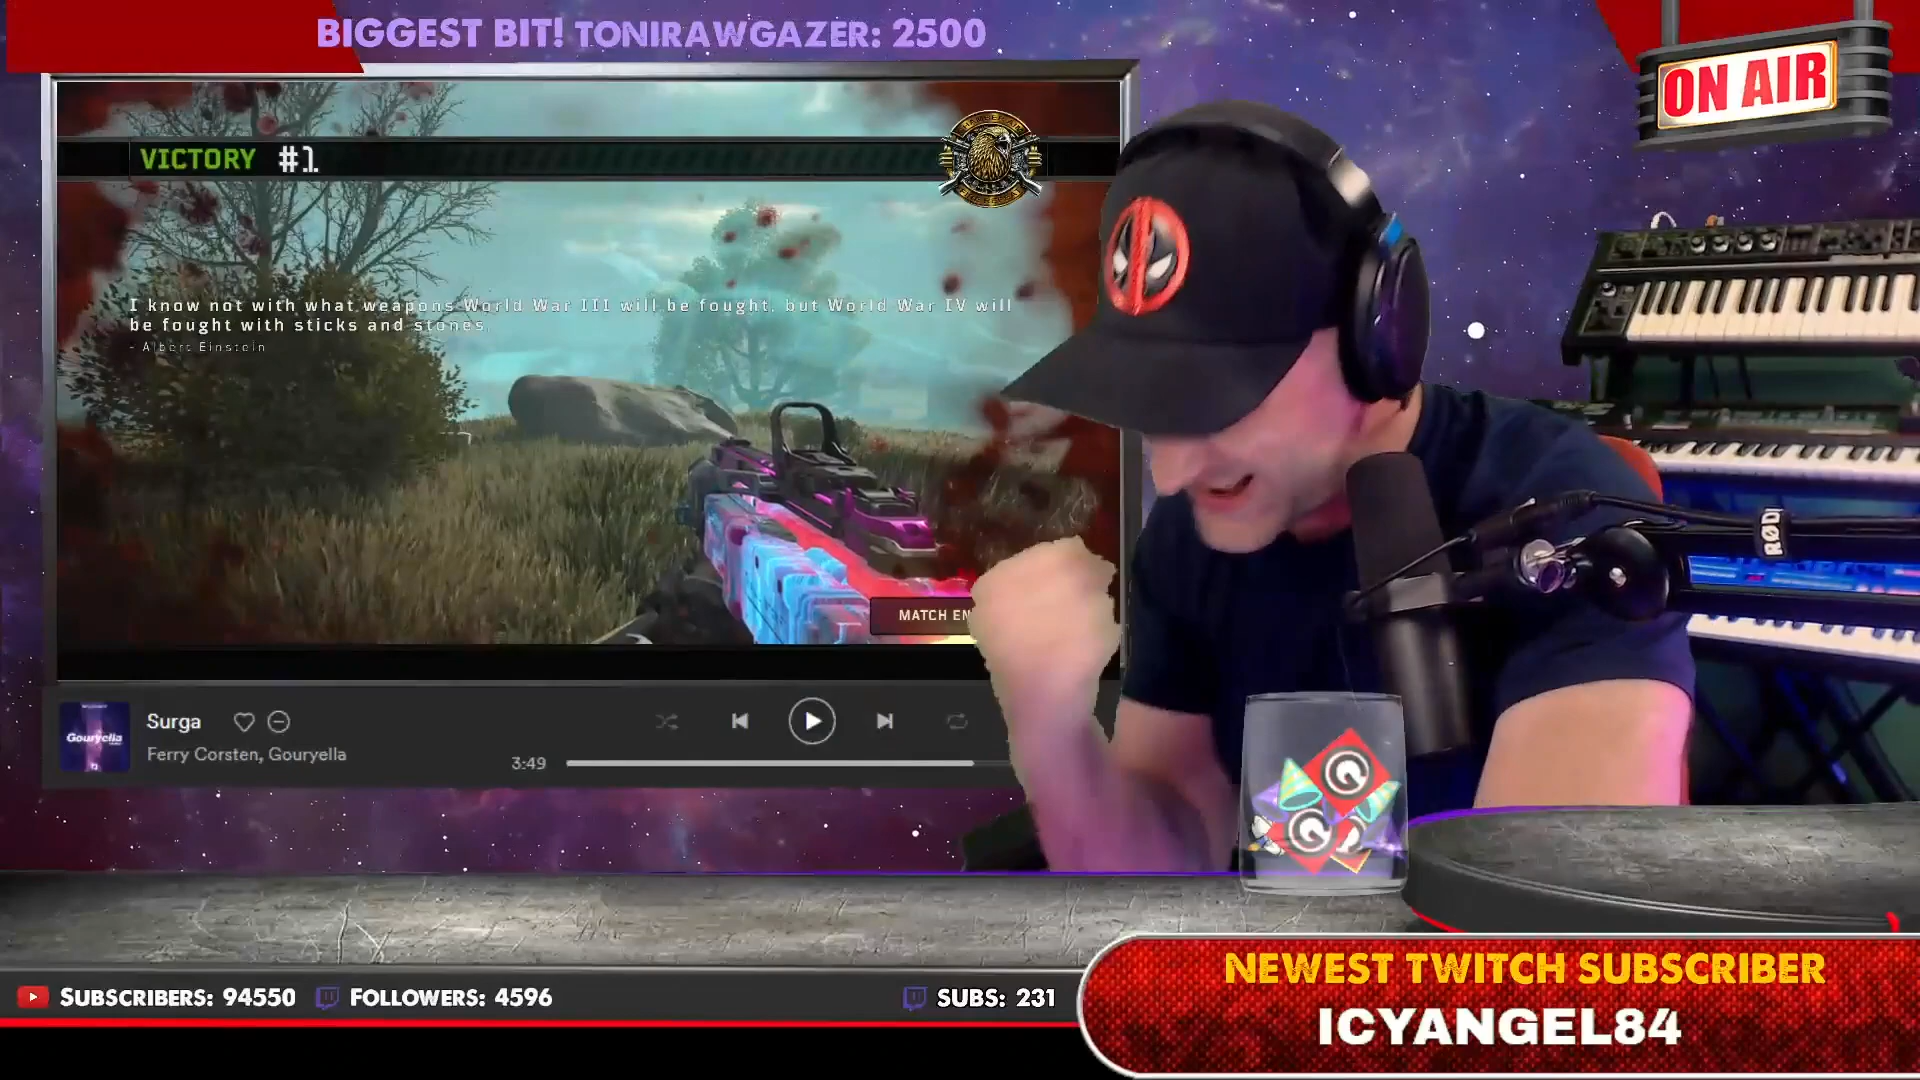 BIGGEST BIT! TONIRAWGAZER: 2500
ON AIR
VICTORY #1
I know not with what weapons World War III will be fought, but World War IV will
be fought with sticks and stones.
- Albert Einstein
MATCH EN
RØDE
Gouryella
Surga
Ferry Corsten, Gouryella
3:49
SUBSCRIBERS: 94550
FOLLOWERS: 4596
SUBS: 231
NEWEST TWITCH SUBSCRIBER
ICYANGEL84